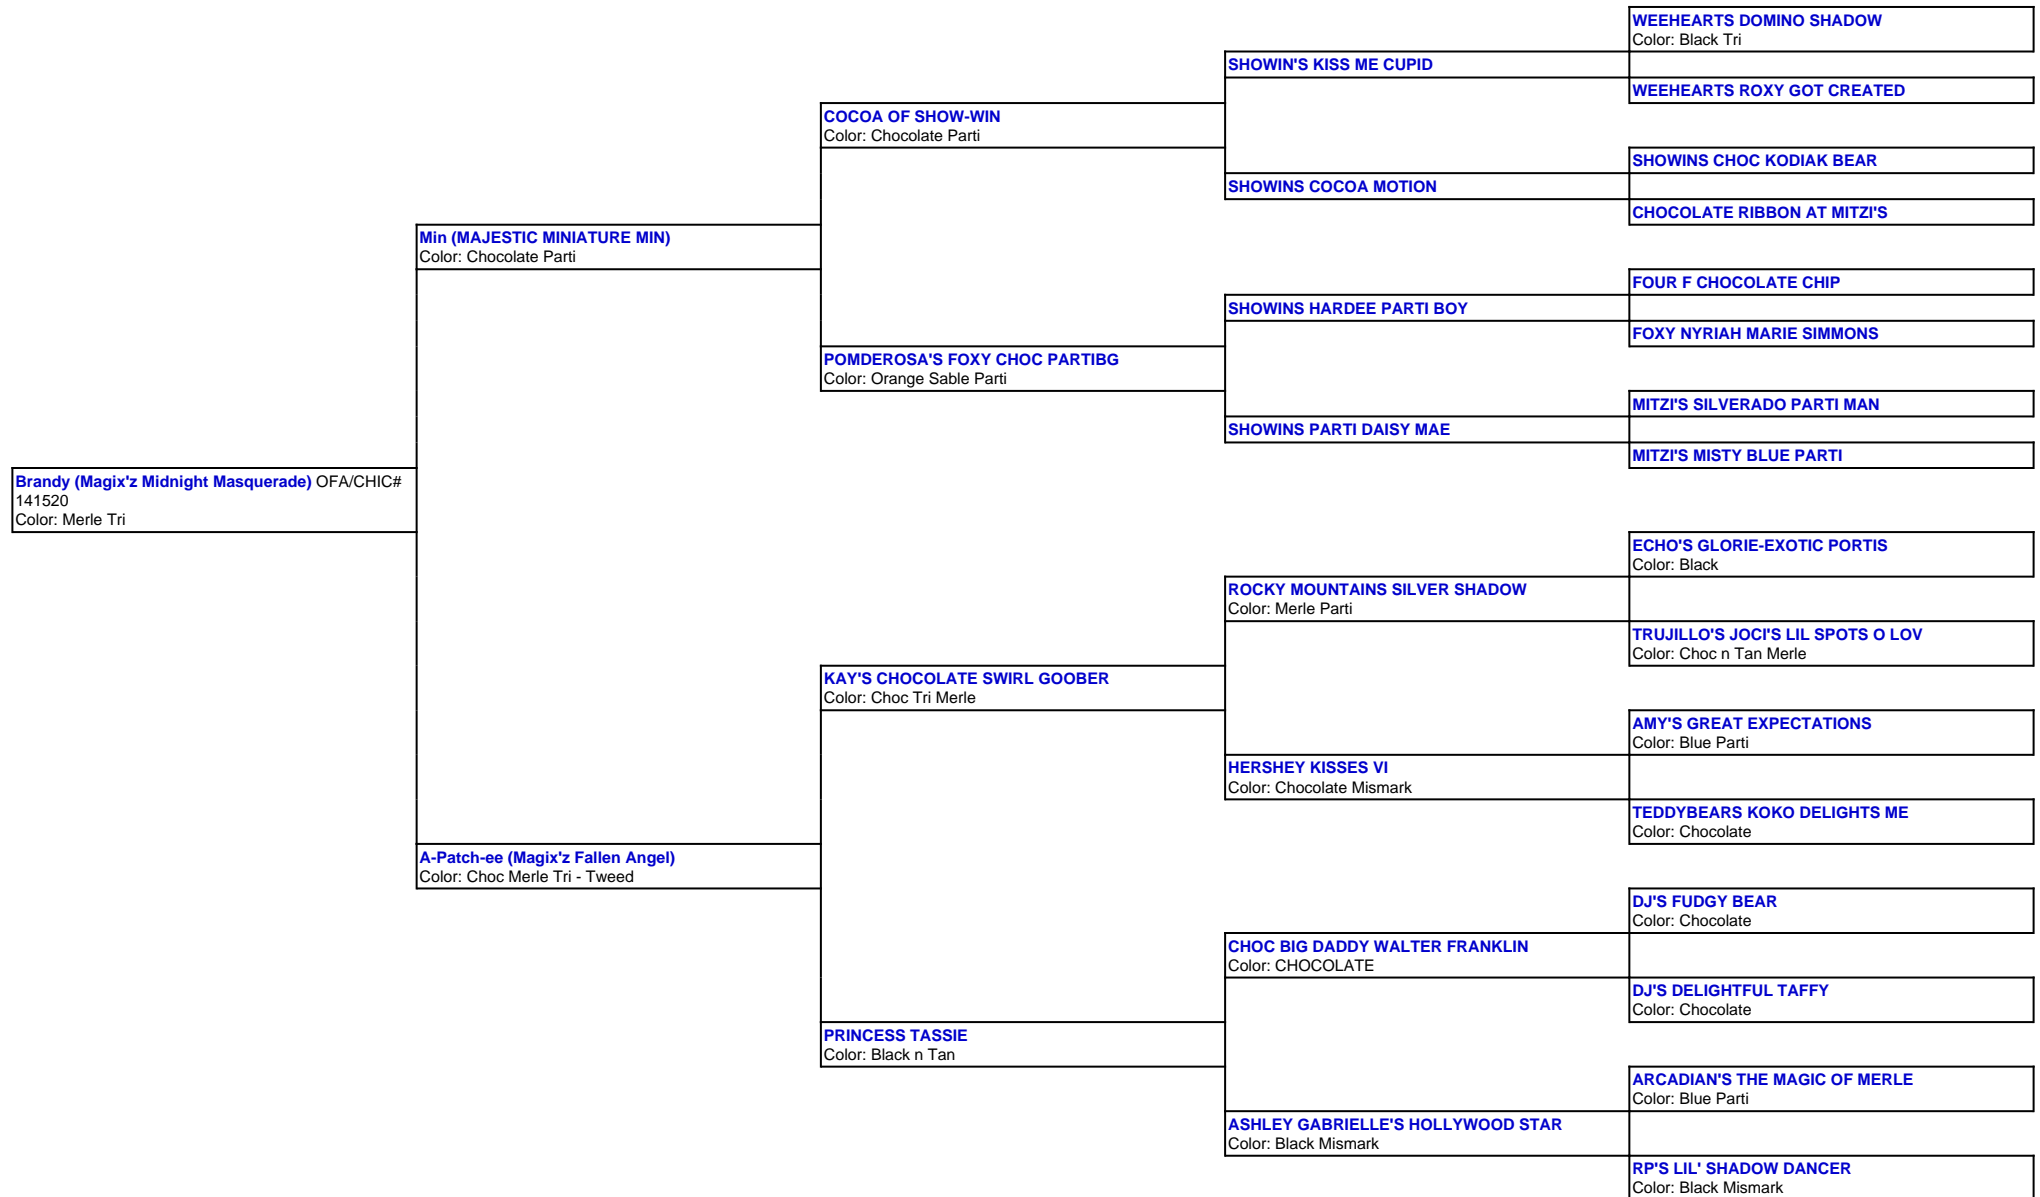 WEEHEARTS DOMINO SHADOW
Color: Black Tri
SHOWIN'S KISS ME CUPID
WEEHEARTS ROXY GOT CREATED
COCOA OF SHOW-WIN
Color: Chocolate Parti
SHOWINS CHOC KODIAK BEAR
SHOWINS COCOA MOTION
CHOCOLATE RIBBON AT MITZI'S
Min (MAJESTIC MINIATURE MIN)
Color: Chocolate Parti
FOUR F CHOCOLATE CHIP
SHOWINS HARDEE PARTI BOY
FOXY NYRIAH MARIE SIMMONS
POMDEROSA'S FOXY CHOC PARTIBG
Color: Orange Sable Parti
MITZI'S SILVERADO PARTI MAN
SHOWINS PARTI DAISY MAE
MITZI'S MISTY BLUE PARTI
Brandy (Magix'z Midnight Masquerade) OFA/CHIC#
141520
Color: Merle Tri
ECHO'S GLORIE-EXOTIC PORTIS
Color: Black
ROCKY MOUNTAINS SILVER SHADOW
Color: Merle Parti
TRUJILLO'S JOCI'S LIL SPOTS O LOV
Color: Choc n Tan Merle
KAY'S CHOCOLATE SWIRL GOOBER
Color: Choc Tri Merle
AMY'S GREAT EXPECTATIONS
Color: Blue Parti
HERSHEY KISSES VI
Color: Chocolate Mismark
TEDDYBEARS KOKO DELIGHTS ME
Color: Chocolate
A-Patch-ee (Magix'z Fallen Angel)
Color: Choc Merle Tri - Tweed
DJ'S FUDGY BEAR
Color: Chocolate
CHOC BIG DADDY WALTER FRANKLIN
Color: CHOCOLATE
DJ'S DELIGHTFUL TAFFY
Color: Chocolate
PRINCESS TASSIE
Color: Black n Tan
ARCADIAN'S THE MAGIC OF MERLE
Color: Blue Parti
ASHLEY GABRIELLE'S HOLLYWOOD STAR
Color: Black Mismark
RP'S LIL' SHADOW DANCER
Color: Black Mismark